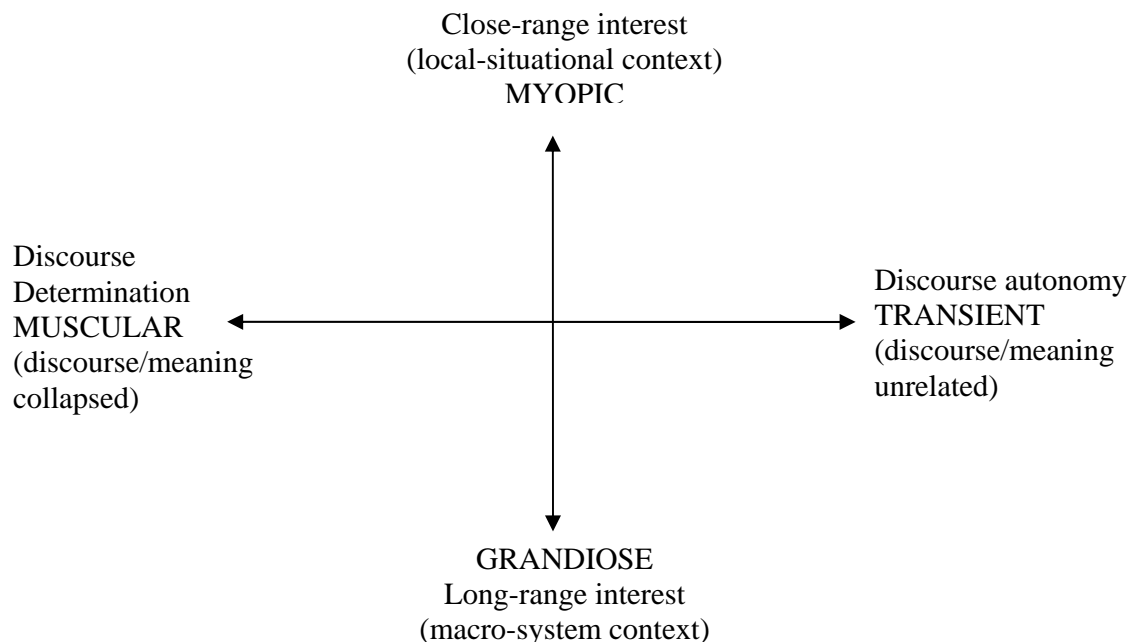 Close-range interest
(local-situational context)
MYOPIC
Discourse
Determination
MUSCULAR
(discourse/meaning
collapsed)
Discourse autonomy
TRANSIENT
(discourse/meaning
unrelated)
GRANDIOSE
Long-range interest
(macro-system context)